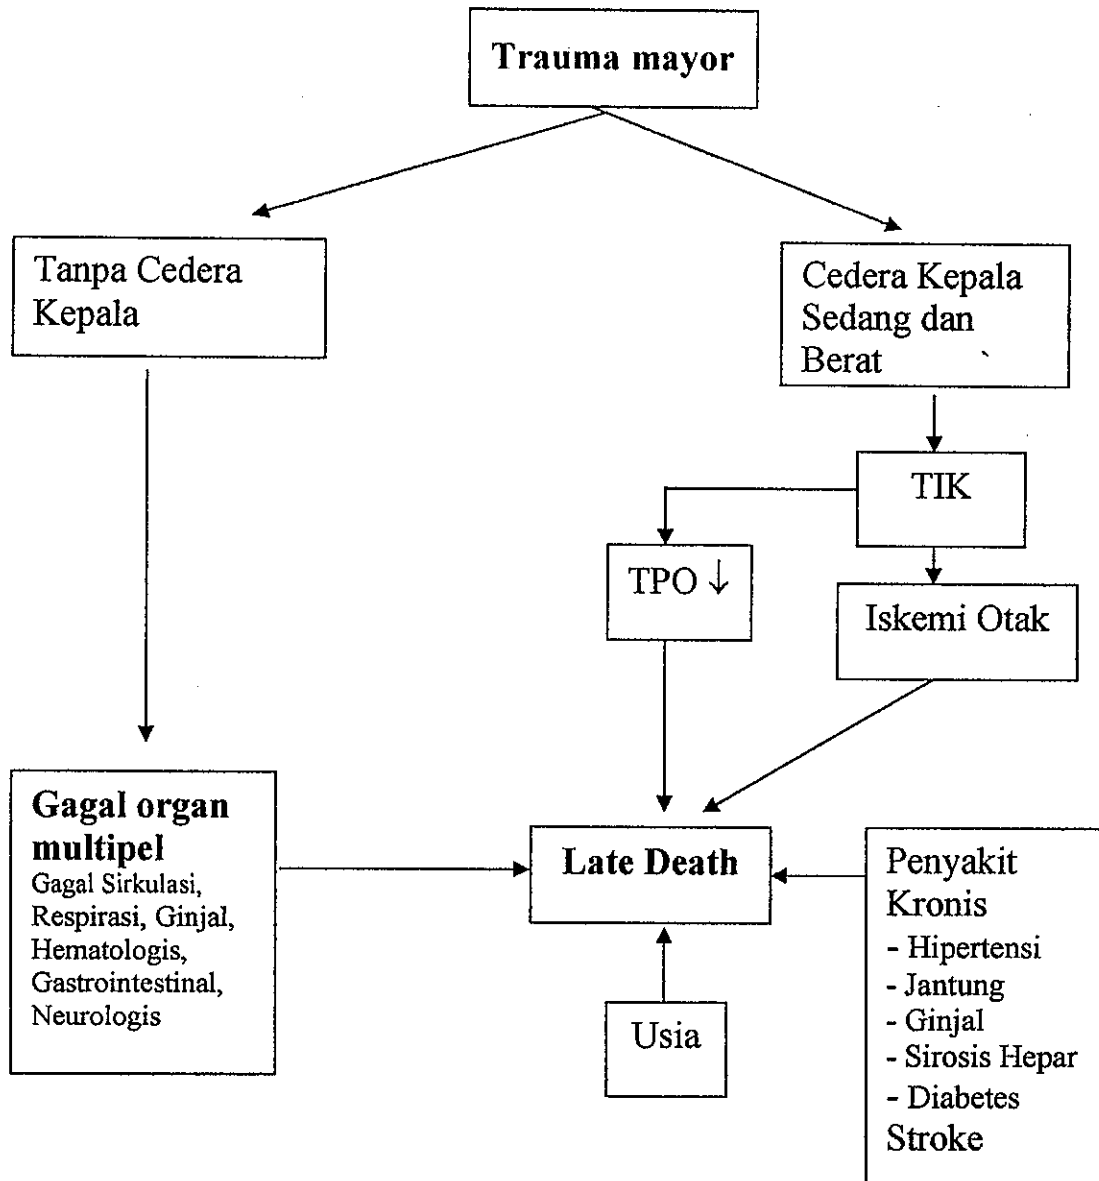 Trauma mayor
Tanpa Cedera
Kepala
Cedera Kepala
Sedang dan
Berat
TIK
TPO ↓
Iskemi Otak
Gagal organ
multipel
Gagal Sirkulasi,
Respirasi, Ginjal,
Hematologis,
Gastrointestinal,
Neurologis
Late Death
Penyakit
Kronis
- Hipertensi
- Jantung
- Ginjal
- Sirosis Hepar
- Diabetes
Stroke
Usia